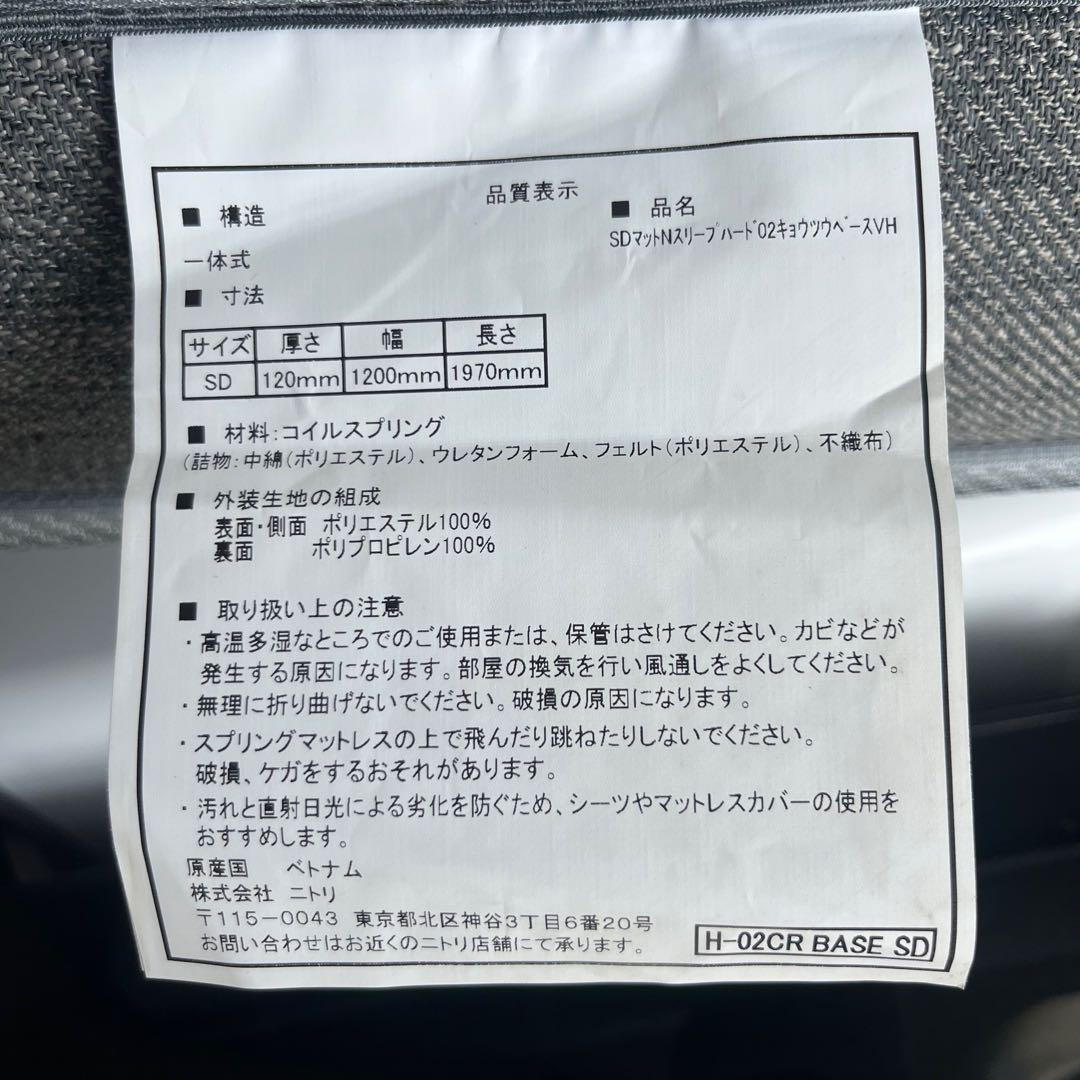 品質表示
■ 構造
一体式
■ 品名
SDマットNスリープハード02キョウツウベースVH
■ 寸法
サイズ 厚さ 幅 長さ
SD 120mm 1200mm 1970mm
■ 材料:コイルスプリング
(詰物:中綿(ポリエステル)、ウレタンフォーム、フェルト(ポリエステル)、不織布)
■ 外装生地の組成
表面・側面 ポリエステル100%
裏面 ポリプロピレン100%
■ 取り扱い上の注意
・高温多湿なところでのご使用または、保管はさけてください。カビなどが
発生する原因になります。部屋の換気を行い風通しをよくしてください。
・無理に折り曲げないでください。破損の原因になります。
・スプリングマットレスの上で飛んだり跳ねたりしないでください。
破損、ケガをするおそれがあります。
・汚れと直射日光による劣化を防ぐため、シーツやマットレスカバーの使用を
おすすめします。
原産国 ベトナム
株式会社 ニトリ
〒115-0043 東京都北区神谷3丁目6番20号
お問い合わせはお近くのニトリ店舗にて承ります。
H-02CR BASE SD